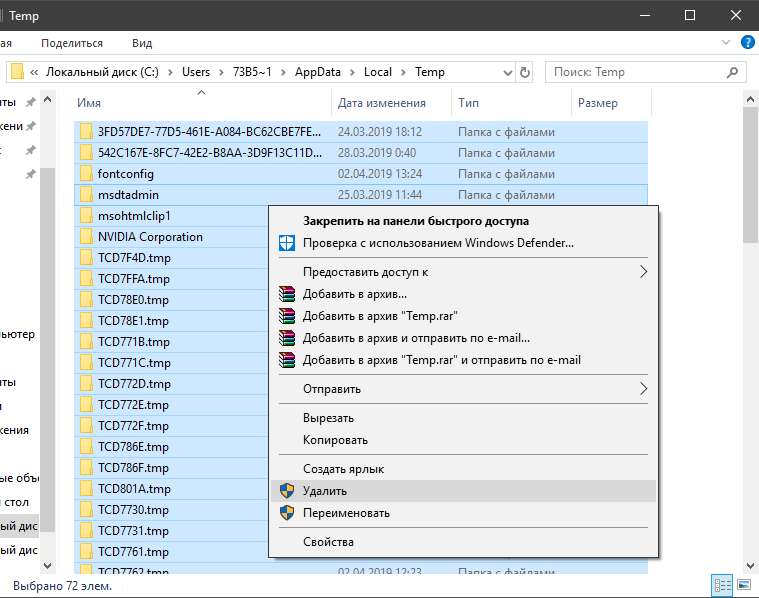 Temp
ая Поделиться Вид
« Локальный диск (C:) › Users › 73B5~1 › AppData › Local › Temp Поиск: Temp
Имя Дата изменения Тип Размер
3FD57DE7-77D5-461E-A084-BC62CBE7FE... 24.03.2019 18:12 Папка с файлами
542C167E-8FC7-42E2-B8AA-3D9F13C11D... 28.03.2019 0:40 Папка с файлами
fontconfig 02.04.2019 13:24 Папка с файлами
msdtadmin 25.03.2019 11:44 Папка с файлами
msohtmlclip1
NVIDIA Corporation
TCD7F4D.tmp
TCD7FFA.tmp
TCD78E0.tmp
TCD78E1.tmp
TCD771B.tmp
TCD771C.tmp
TCD772D.tmp
TCD772E.tmp
TCD772F.tmp
TCD786E.tmp
TCD786F.tmp
TCD801A.tmp
TCD7730.tmp
TCD7731.tmp
TCD7761.tmp
TCD7762.tmp 02.04.2019 12:23 Папка с файлами
Закрепить на панели быстрого доступа
Проверка с использованием Windows Defender...
Предоставить доступ к
Добавить в архив...
Добавить в архив "Temp.rar"
Добавить в архив и отправить по e-mail...
Добавить в архив "Temp.rar" и отправить по e-mail
Отправить
Вырезать
Копировать
Создать ярлык
Удалить
Переименовать
Свойства
ты
жени
ьютер
нты
жения
ые объ
стол
ый дис
ый дис
Выбрано 72 элем.